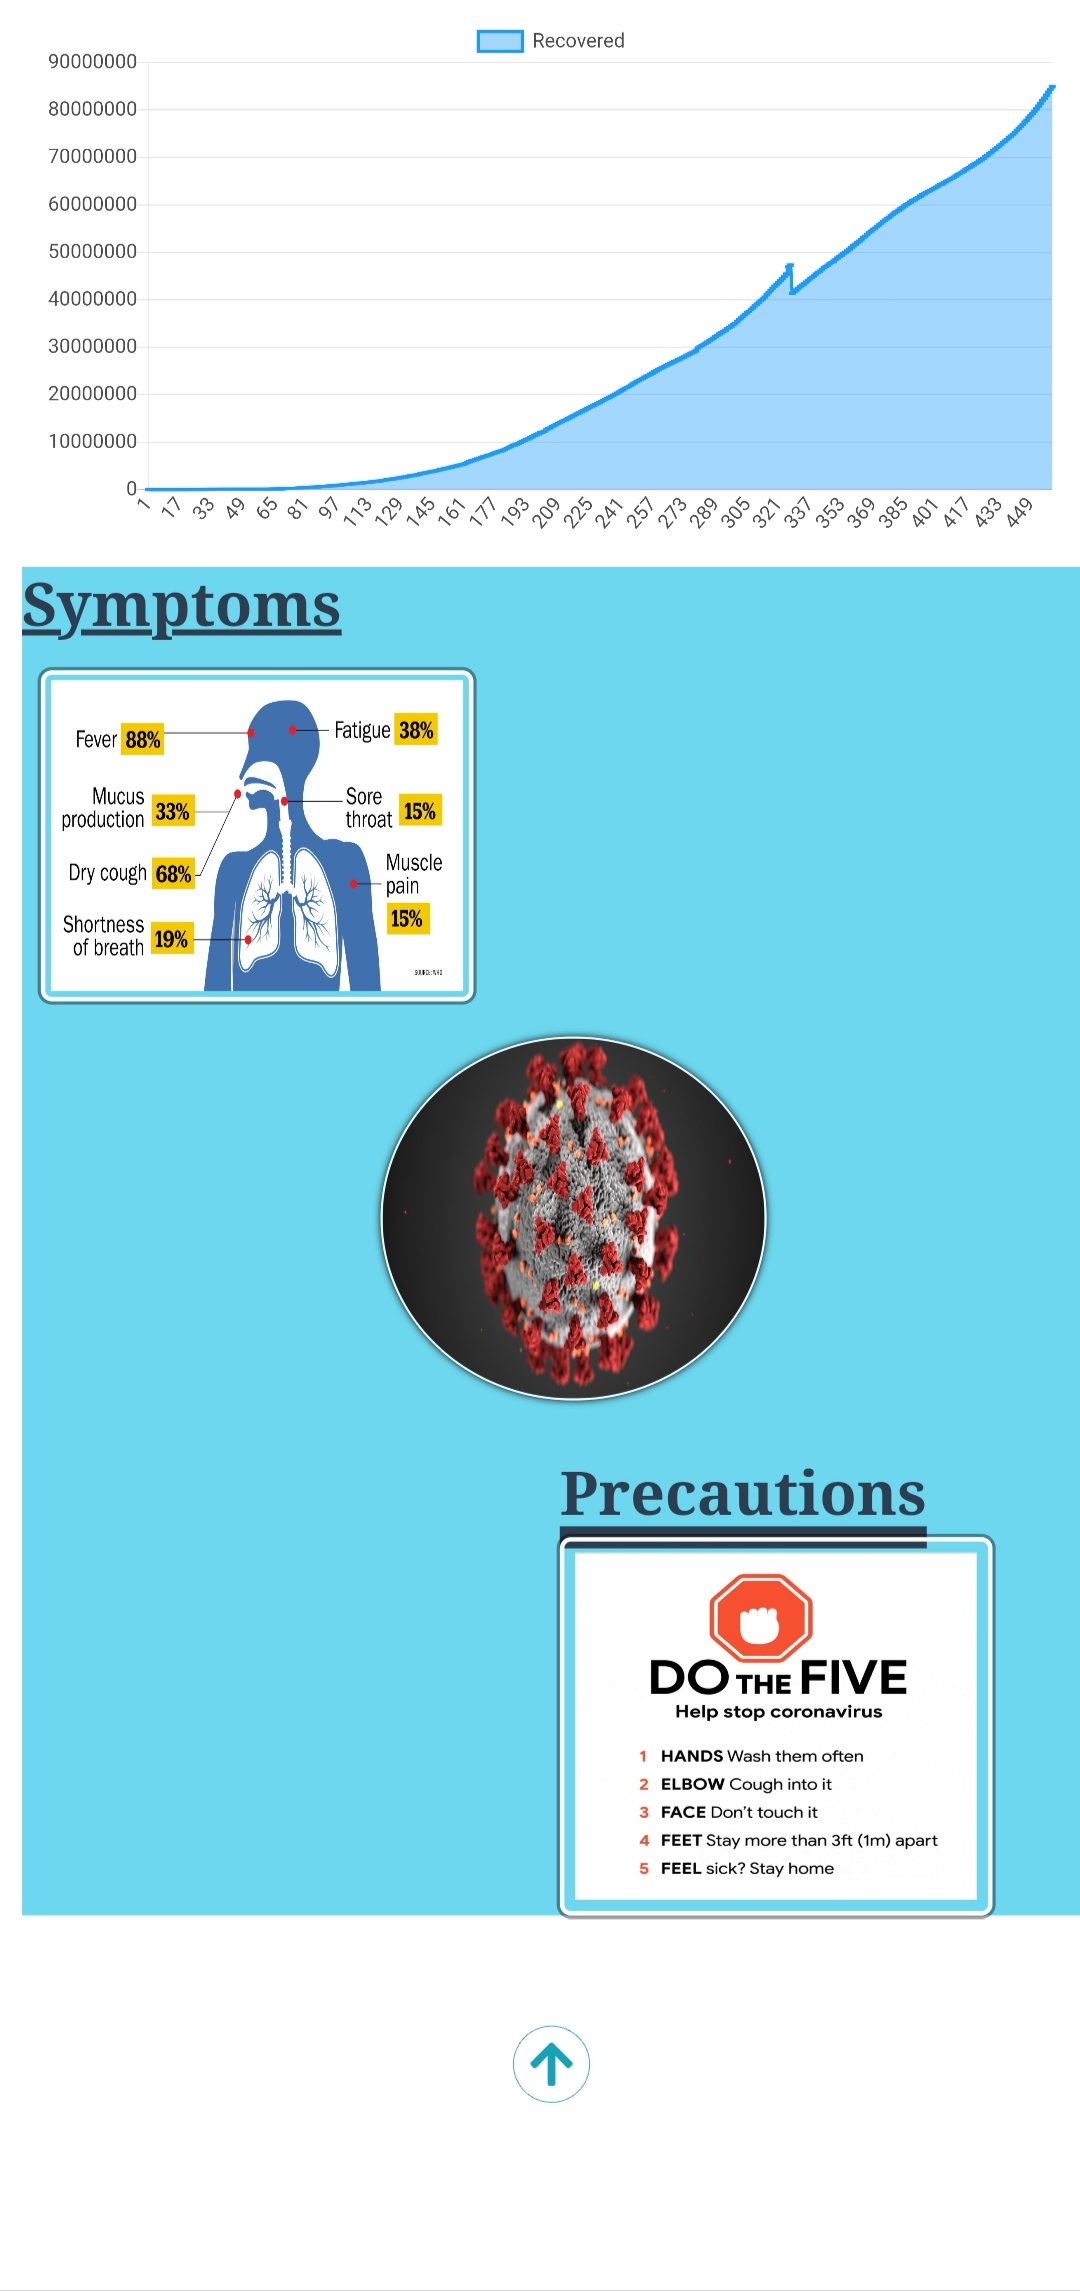 Recovered
90000000
80000000
70000000
60000000
50000000
40000000
30000000
20000000
10000000
0
1 17 33 49 65 81 97 113 129 145 161 177 193 209 225 241 257 273 289 305 321 337 353 369 385 401 417 433 449
Symptoms
Fever 88%
Fatigue 38%
Mucus
production 33%
Sore
throat 15%
Dry cough 68%
Muscle
pain
15%
Shortness
of breath 19%
SOURCE: WHO
Precautions
DO THE FIVE
Help stop coronavirus
1 HANDS Wash them often
2 ELBOW Cough into it
3 FACE Don't touch it
4 FEET Stay more than 3ft (1m) apart
5 FEEL sick? Stay home